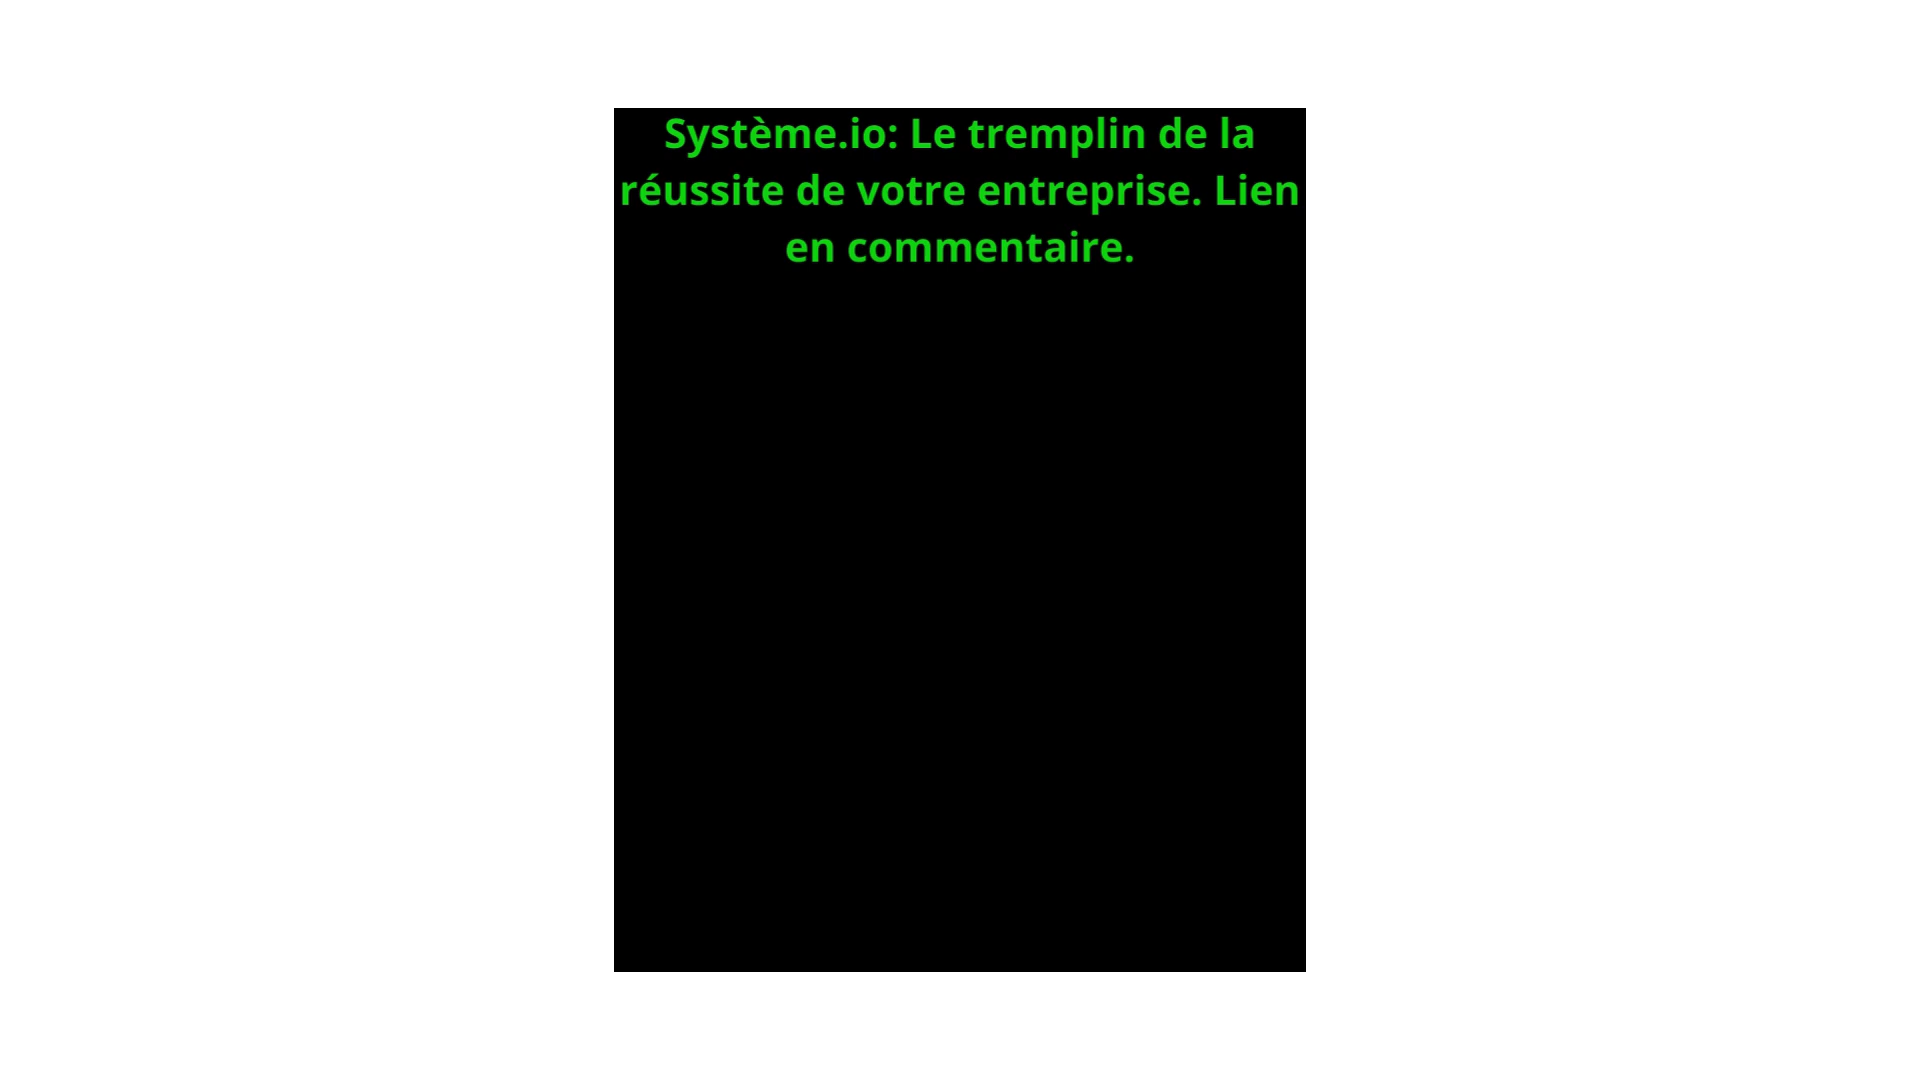 Système.io: Le tremplin de la
réussite de votre entreprise. Lien
en commentaire.